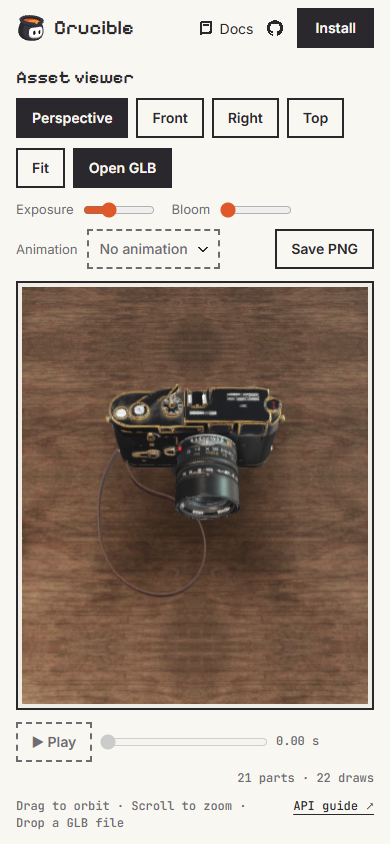 Crucible
Docs
Install
Asset viewer
Perspective
Front
Right
Top
Fit
Open GLB
Exposure
Bloom
Animation
No animation
Save PNG
▶ Play
0.00 s
21 parts · 22 draws
Drag to orbit · Scroll to zoom ·
Drop a GLB file
API guide ↗